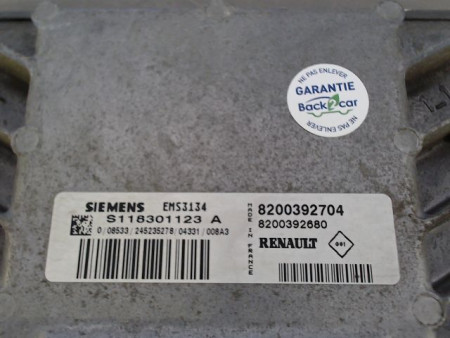 NE PAS ENLEVER
GARANTIE
Back2car
NE PAS ENLEVER
SIEMENS EMS3134
S118301123 A
0/08533/245235278/04331/008A3
MADE IN FRANCE
8200392704
8200392680
RENAULT